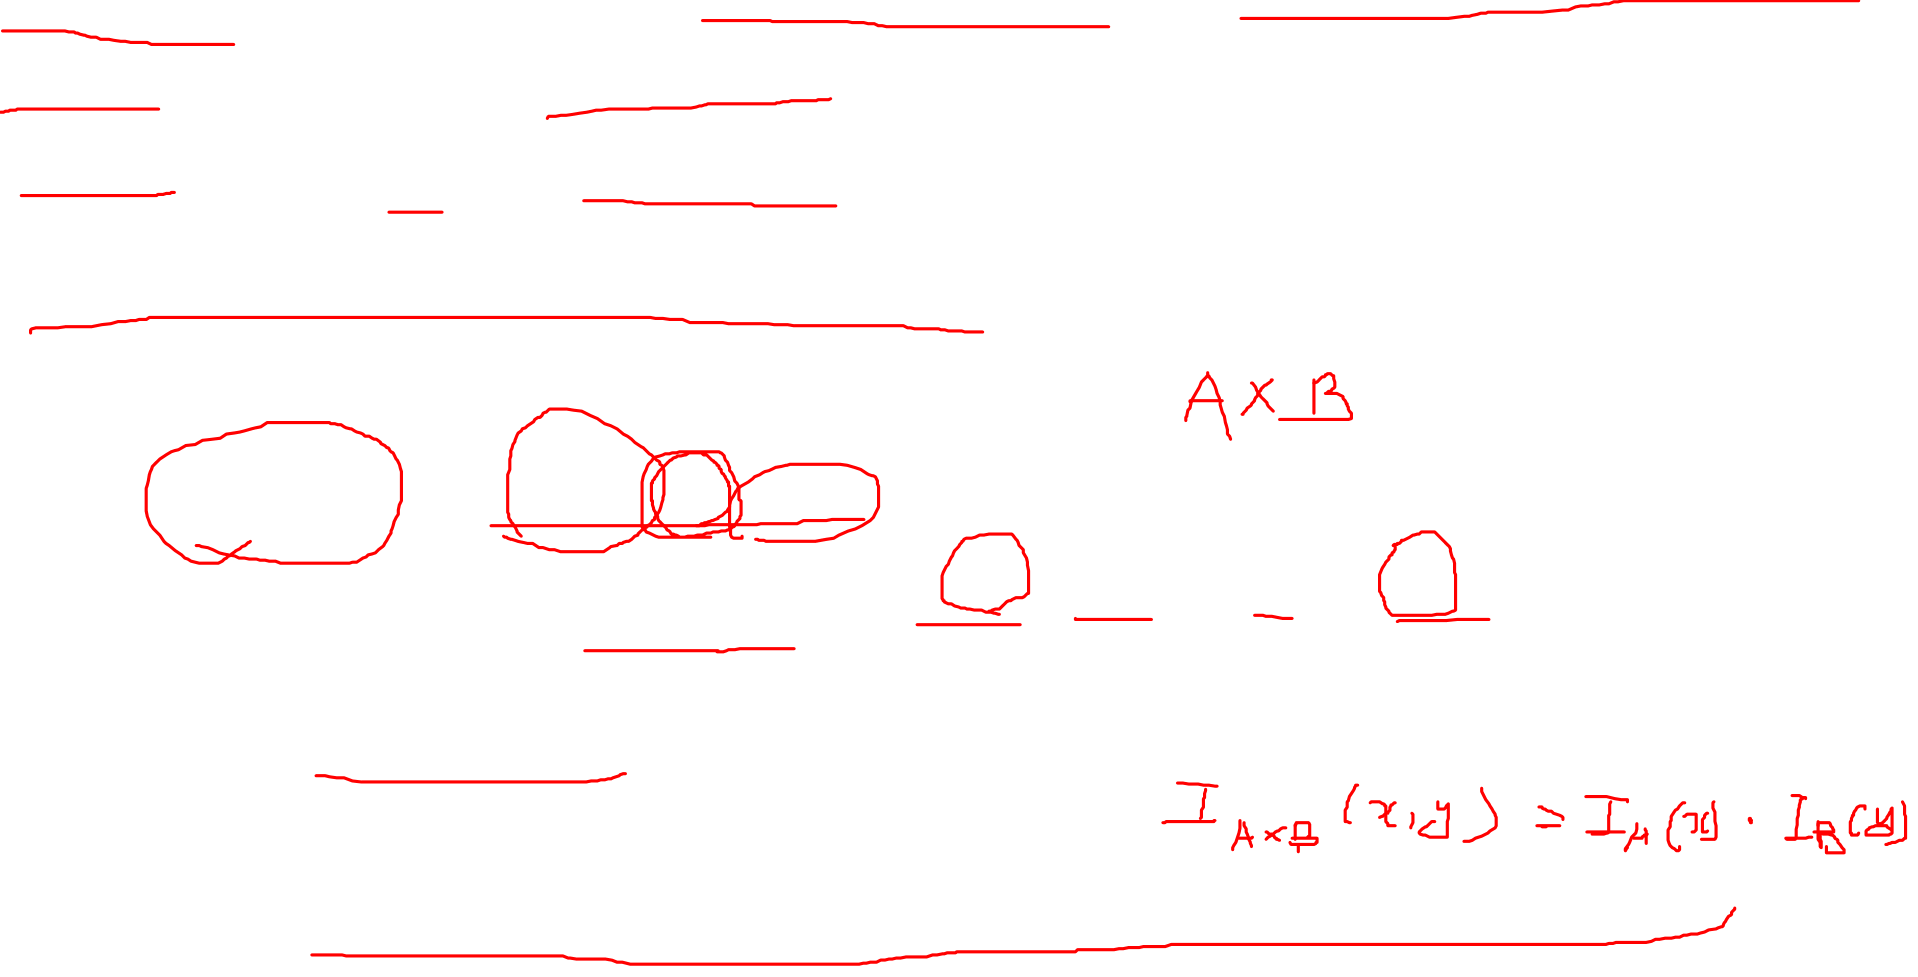 A × B
I_{A×B} (x, y) = I_A (x) · I_B (y)